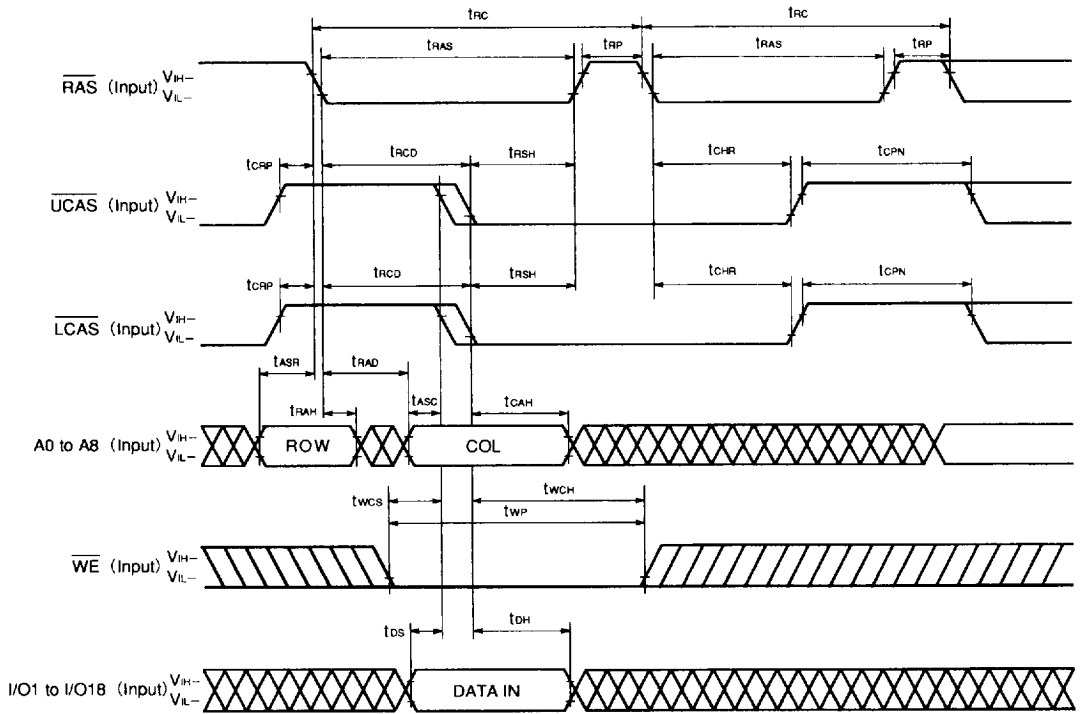 tRC tRC
tRAS tRP tRAS tRP
RAS (Input) VIH– VIL–
tCRP tRCD tRSH tCHR tCPN
UCAS (Input) VIH– VIL–
tCRP tRCD tRSH tCHR tCPN
LCAS (Input) VIH– VIL–
tASR tRAD
tRAH tASC tCAH
A0 to A8 (Input) VIH– VIL– ROW COL
tWCS tWCH
tWP
WE (Input) VIH– VIL–
tDS tDH
I/O1 to I/O18 (Input) VIH– VIL– DATA IN